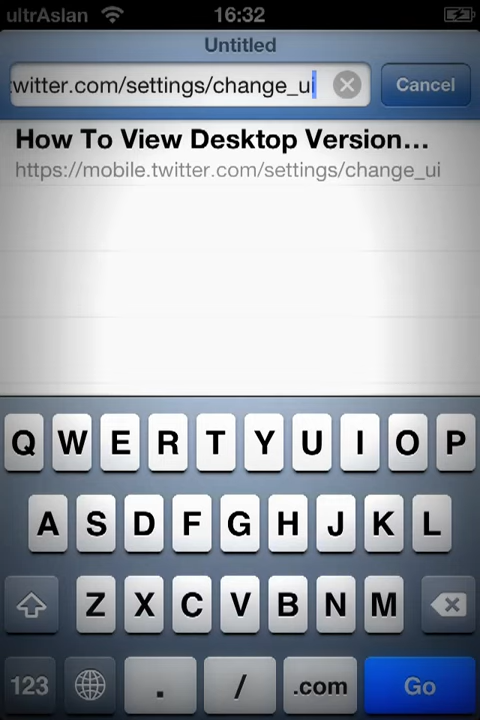 ultrAslan 16:32
Untitled
twitter.com/settings/change_ui Cancel
How To View Desktop Version...
https://mobile.twitter.com/settings/change_ui
Q W E R T Y U I O P
A S D F G H J K L
Z X C V B N M
123 . / .com Go